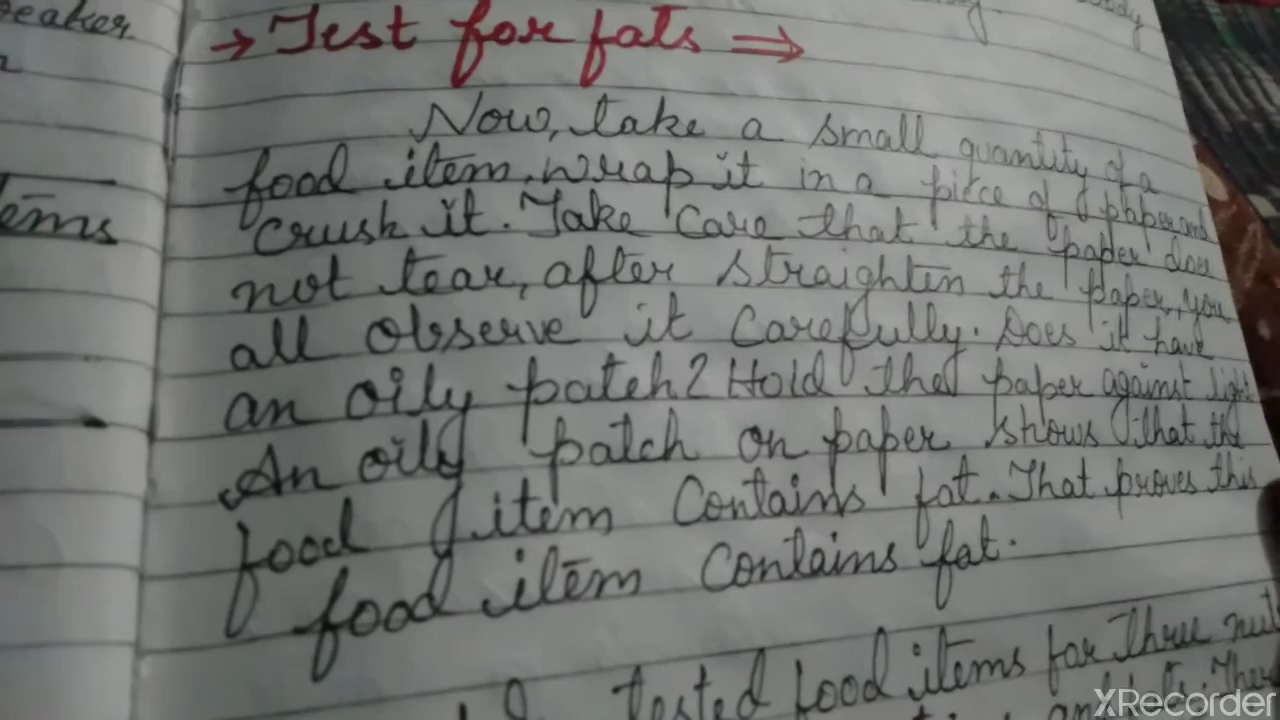 eaker
→ Test for fats ⇒
Now, take a small quantity of a
food item, wrap it in a piece of paper and
crush it. Take care that the paper does
ems
not tear, after straighten the paper, you
all observe it carefully. Does it have
an oily patch? Hold the paper against light
An oily patch on paper shows that the
food item contains fat. That proves this
food item contains fat.
tested food items for three nut
XRecorder